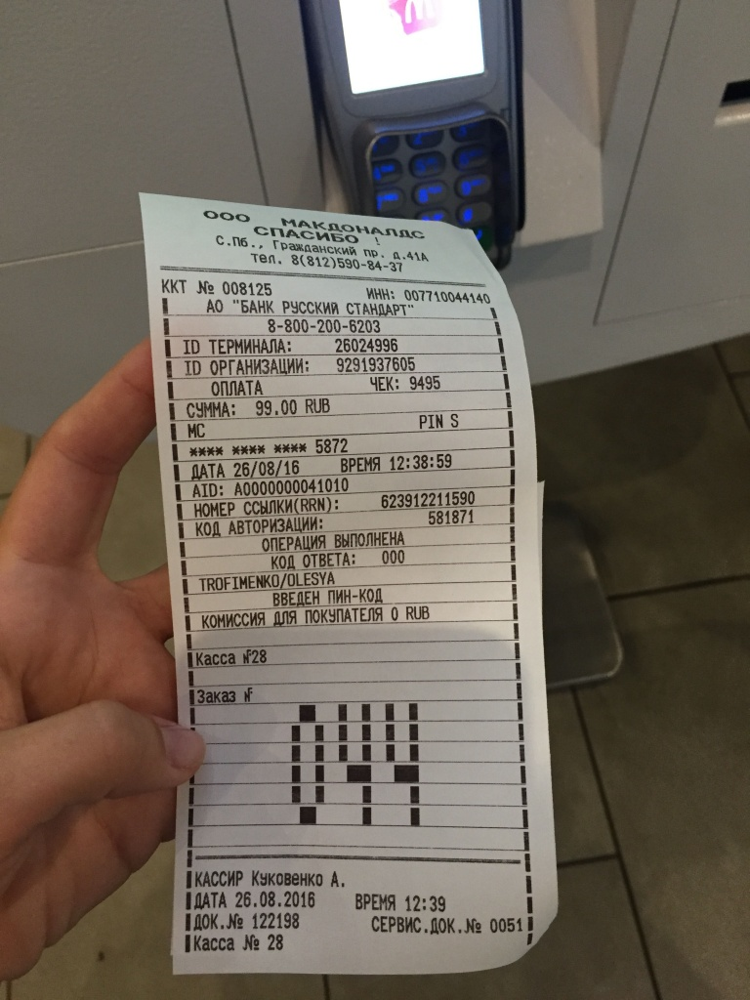 ООО МАКДОНАЛДС
СПАСИБО !
С.Пб., Гражданский пр. д.41А
тел. 8(812)590-84-37
ККТ № 008125 ИНН: 007710044140
АО "БАНК РУССКИЙ СТАНДАРТ"
8-800-200-6203
ID ТЕРМИНАЛА: 26024996
ID ОРГАНИЗАЦИИ: 9291937605
ОПЛАТА ЧЕК: 9495
СУММА: 99.00 RUB
MC PIN S
**** **** **** 5872
ДАТА 26/08/16 ВРЕМЯ 12:38:59
AID: A0000000041010
НОМЕР ССЫЛКИ(RRN): 623912211590
КОД АВТОРИЗАЦИИ: 581871
ОПЕРАЦИЯ ВЫПОЛНЕНА
КОД ОТВЕТА: 000
TROFIMENKO/OLESYA
ВВЕДЕН ПИН-КОД
КОМИССИЯ ДЛЯ ПОКУПАТЕЛЯ 0 RUB
Касса №28
Заказ №
044
КАССИР Куковенко А.
ДАТА 26.08.2016 ВРЕМЯ 12:39
ДОК.№ 122198 СЕРВИС.ДОК.№ 0051
Касса № 28